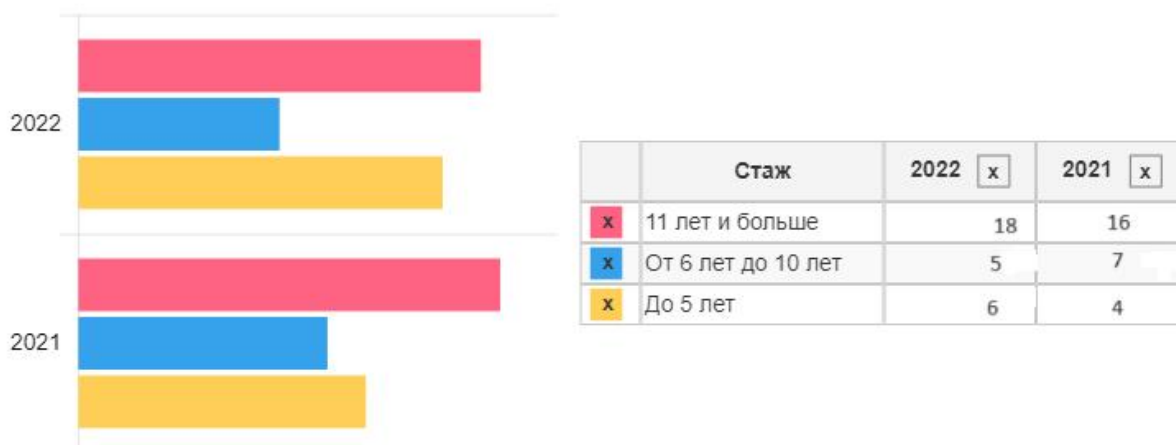 2022
2021
Стаж 2022 x 2021 x
x 11 лет и больше 18 16
x От 6 лет до 10 лет 5 7
x До 5 лет 6 4